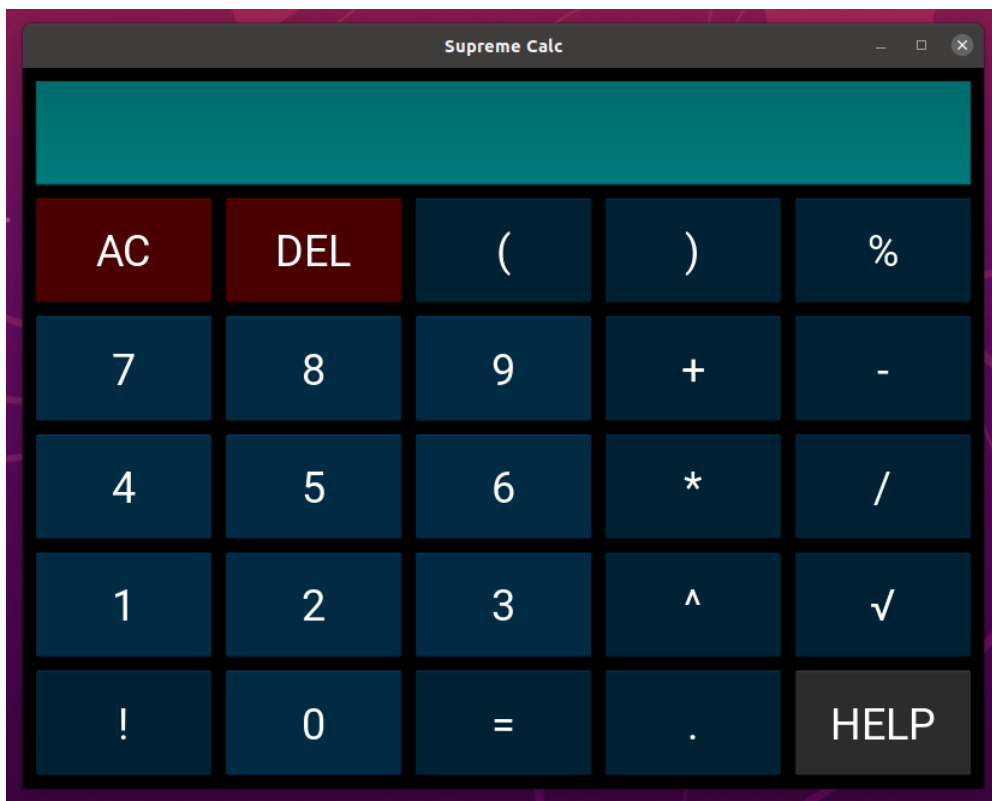 Supreme Calc
AC DEL ( ) %
7 8 9 + -
4 5 6 * /
1 2 3 ^ √
! 0 = . HELP